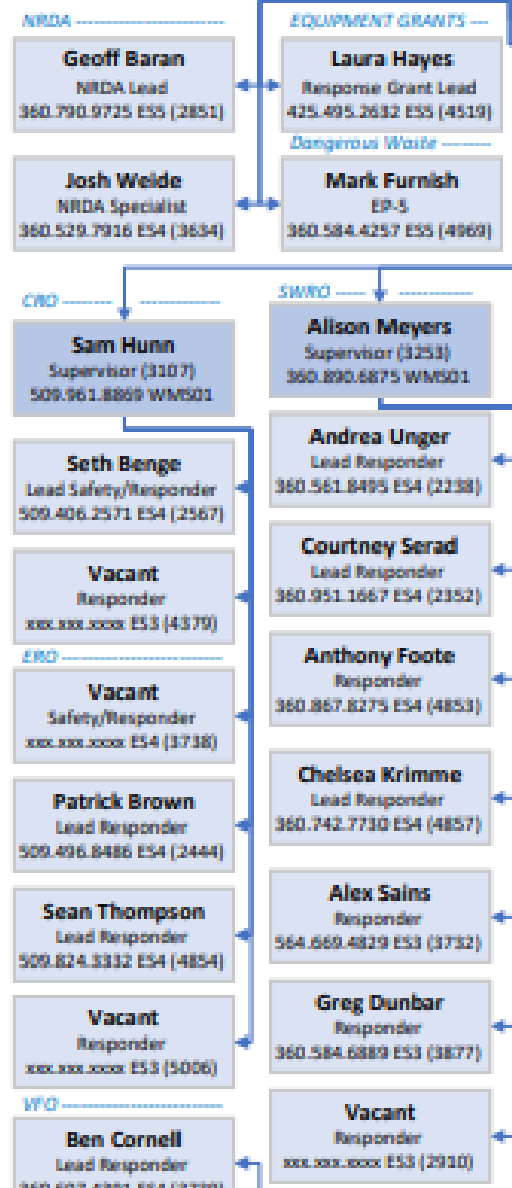 NRDA
Geoff Baran
NRDA Lead
360.790.9725 ES5 (2851)
Josh Weide
NRDA Specialist
360.529.7916 ES4 (3634)
EQUIPMENT GRANTS
Laura Hayes
Response Grant Lead
425.495.2632 ES5 (4519)
Dangerous Waste
Mark Furnish
EP-5
360.584.4257 ES5 (4969)
CRO
Sam Hunn
Supervisor (3107)
509.961.8869 WMS01
Seth Benge
Lead Safety/Responder
509.406.2571 ES4 (2567)
Vacant
Responder
xxx.xxx.xxxx ES3 (4379)
ERO
Vacant
Safety/Responder
xxx.xxx.xxxx ES4 (3738)
Patrick Brown
Lead Responder
509.496.8486 ES4 (2444)
Sean Thompson
Lead Responder
509.824.3332 ES4 (4854)
Vacant
Responder
xxx.xxx.xxxx ES3 (5006)
VFO
Ben Cornell
Lead Responder
SWRO
Alison Meyers
Supervisor (3253)
360.890.6875 WMS01
Andrea Unger
Lead Responder
360.561.8495 ES4 (2238)
Courtney Serad
Lead Responder
360.951.1667 ES4 (2352)
Anthony Foote
Responder
360.867.8275 ES4 (4853)
Chelsea Krimme
Lead Responder
360.742.7730 ES4 (4857)
Alex Sains
Responder
564.669.4829 ES3 (3732)
Greg Dunbar
Responder
360.584.6889 ES3 (3877)
Vacant
Responder
xxx.xxx.xxxx ES3 (2910)